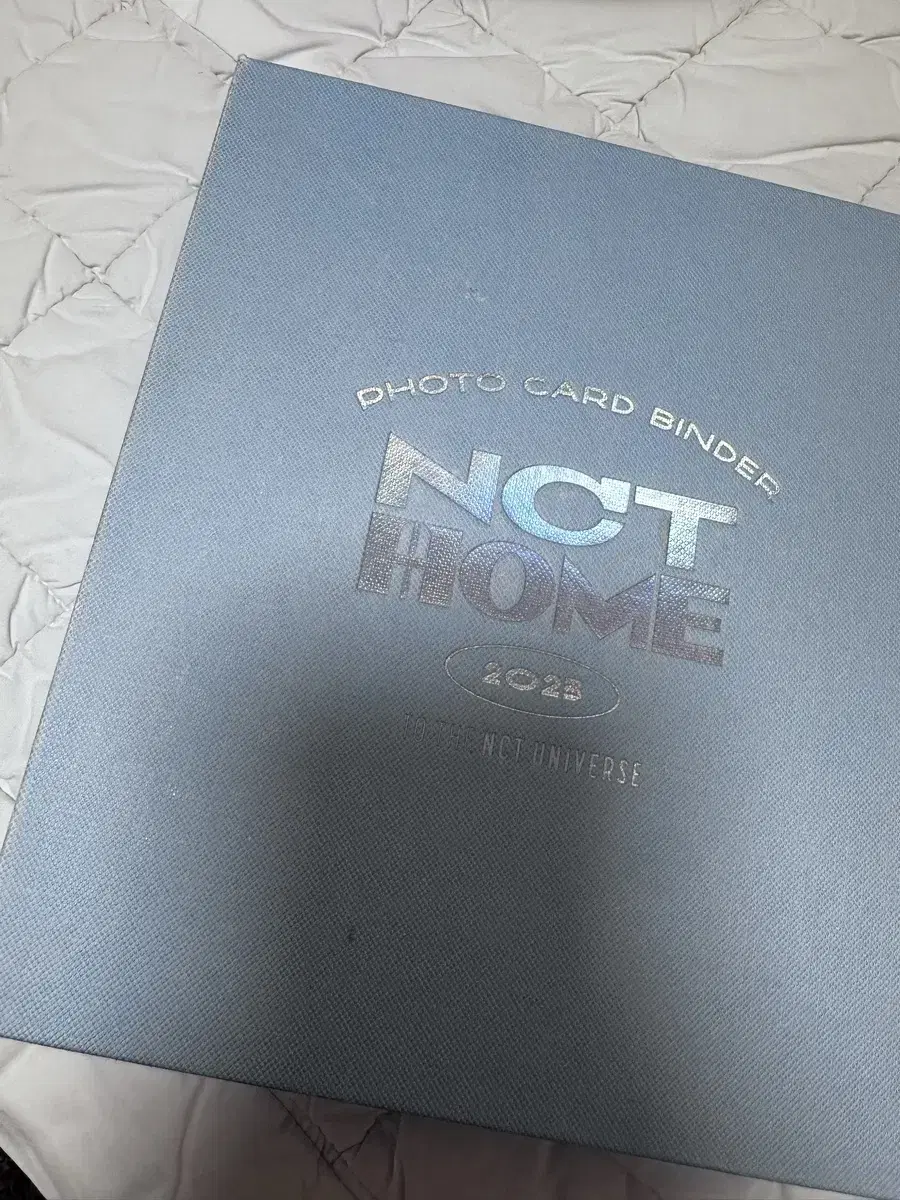 PHOTO CARD BINDER
NCT
HOME
2023
TO THE NCT UNIVERSE